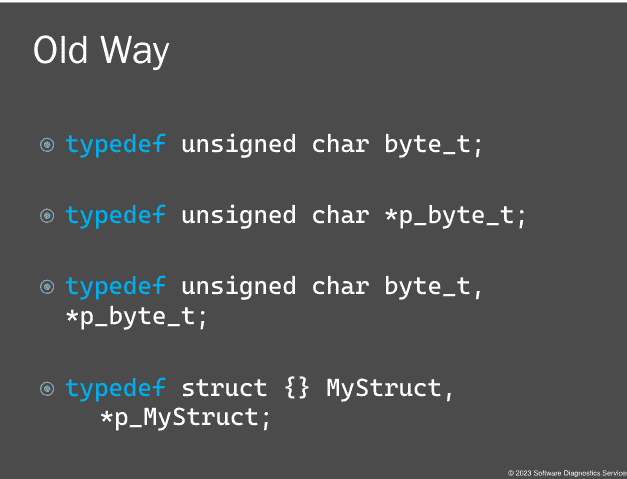 Old Way
typedef unsigned char byte_t;
typedef unsigned char *p_byte_t;
typedef unsigned char byte_t,
*p_byte_t;
typedef struct {} MyStruct,
*p_MyStruct;
© 2023 Software Diagnostics Services